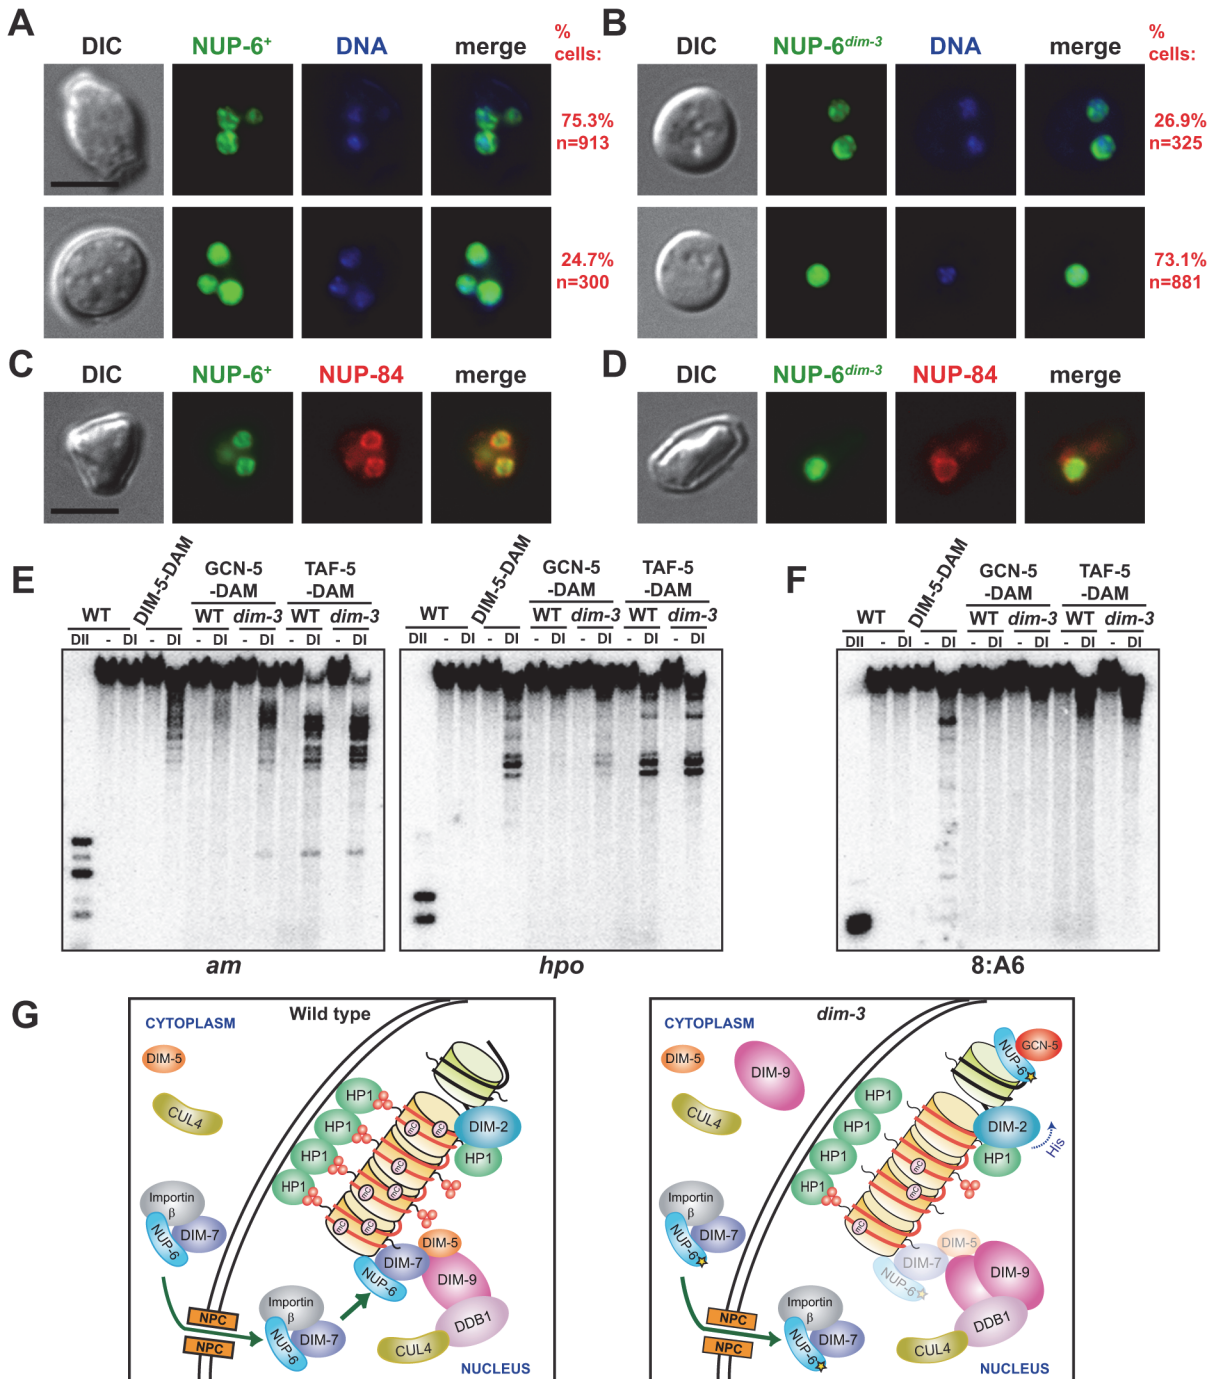 A
DIC
NUP-6+
DNA
merge
%
cells:
75.3%
n=913
24.7%
n=300
B
DIC
NUP-6dim-3
DNA
merge
%
cells:
26.9%
n=325
73.1%
n=881
C
DIC
NUP-6+
NUP-84
merge
D
DIC
NUP-6dim-3
NUP-84
merge
E
WT
DIM-5-DAM
GCN-5
-DAM
TAF-5
-DAM
WT dim-3 WT dim-3
DII - DI - DI - DI - DI - DI - DI
am
WT
DIM-5-DAM
GCN-5
-DAM
TAF-5
-DAM
WT dim-3 WT dim-3
DII - DI - DI - DI - DI - DI - DI
hpo
F
WT
DIM-5-DAM
GCN-5
-DAM
TAF-5
-DAM
WT dim-3 WT dim-3
DII - DI - DI - DI - DI - DI - DI
8:A6
G
Wild type
CYTOPLASM
DIM-5
CUL4
HP1
HP1
HP1
HP1
mC
mC
mC
mC
mC
mC
mC
DIM-2
HP1
Importin
β
NUP-6
DIM-7
NPC
NPC
Importin
β
NUP-6
DIM-7
DIM-5
DIM-7
NUP-6
DIM-9
DDB1
CUL4
NUCLEUS
dim-3
CYTOPLASM
DIM-5
DIM-9
CUL4
HP1
HP1
HP1
HP1
NUP-6
GCN-5
DIM-2
HP1
His
mC
mC
mC
Importin
β
NUP-6
DIM-7
NPC
NPC
Importin
β
NUP-6
DIM-7
DIM-5
DIM-7
NUP-6
DIM-9
DDB1
CUL4
NUCLEUS